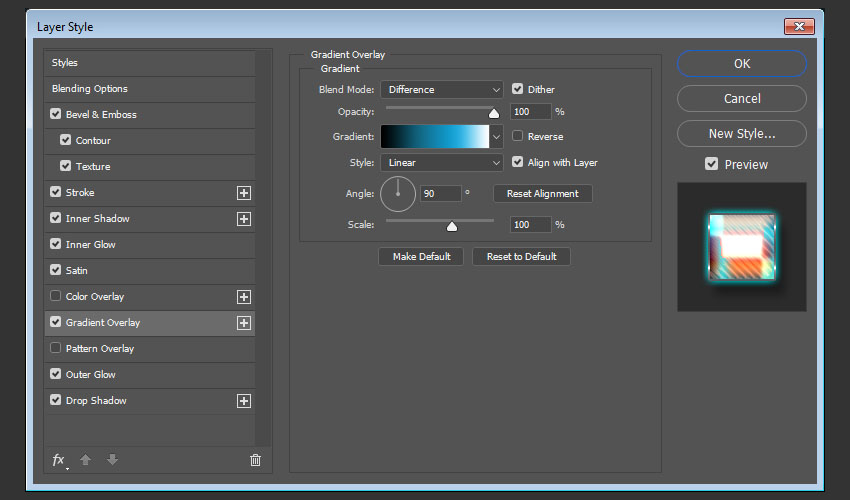 Layer Style
Styles
Blending Options
Bevel & Emboss
Contour
Texture
Stroke
Inner Shadow
Inner Glow
Satin
Color Overlay
Gradient Overlay
Pattern Overlay
Outer Glow
Drop Shadow
fx
Gradient Overlay
Gradient
Blend Mode: Difference Dither
Opacity: 100 %
Gradient: Reverse
Style: Linear Align with Layer
Angle: 90 ° Reset Alignment
Scale: 100 %
Make Default Reset to Default
OK
Cancel
New Style...
Preview